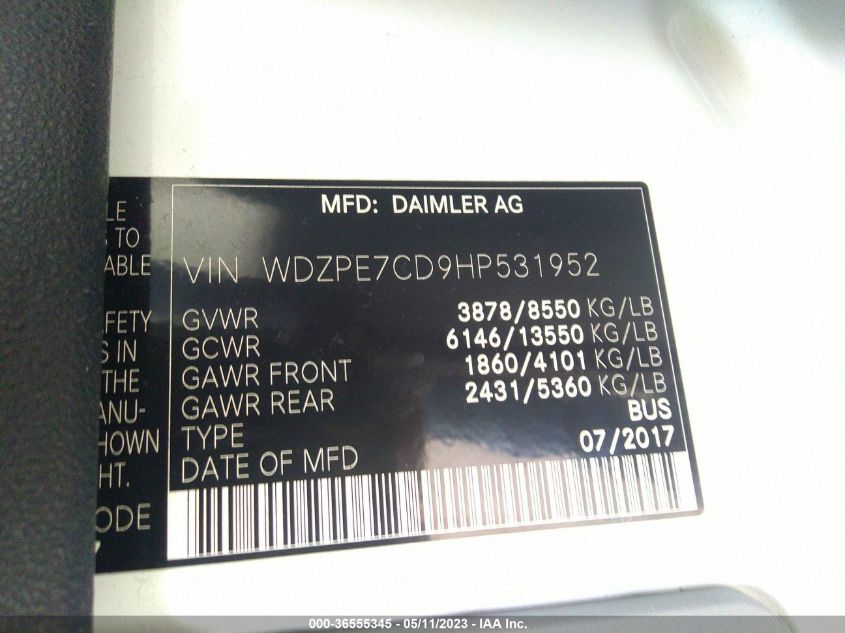 LE
TO
ABLE
FETY
S IN
THE
ANU-
HOWN
HT.
ODE
MFD: DAIMLER AG
VIN WDZPE7CD9HP531952
GVWR 3878/8550 KG/LB
GCWR 6146/13550 KG/LB
GAWR FRONT 1860/4101 KG/LB
GAWR REAR 2431/5360 KG/LB
TYPE BUS
DATE OF MFD 07/2017
000-36555345 - 05/11/2023 - IAA Inc.